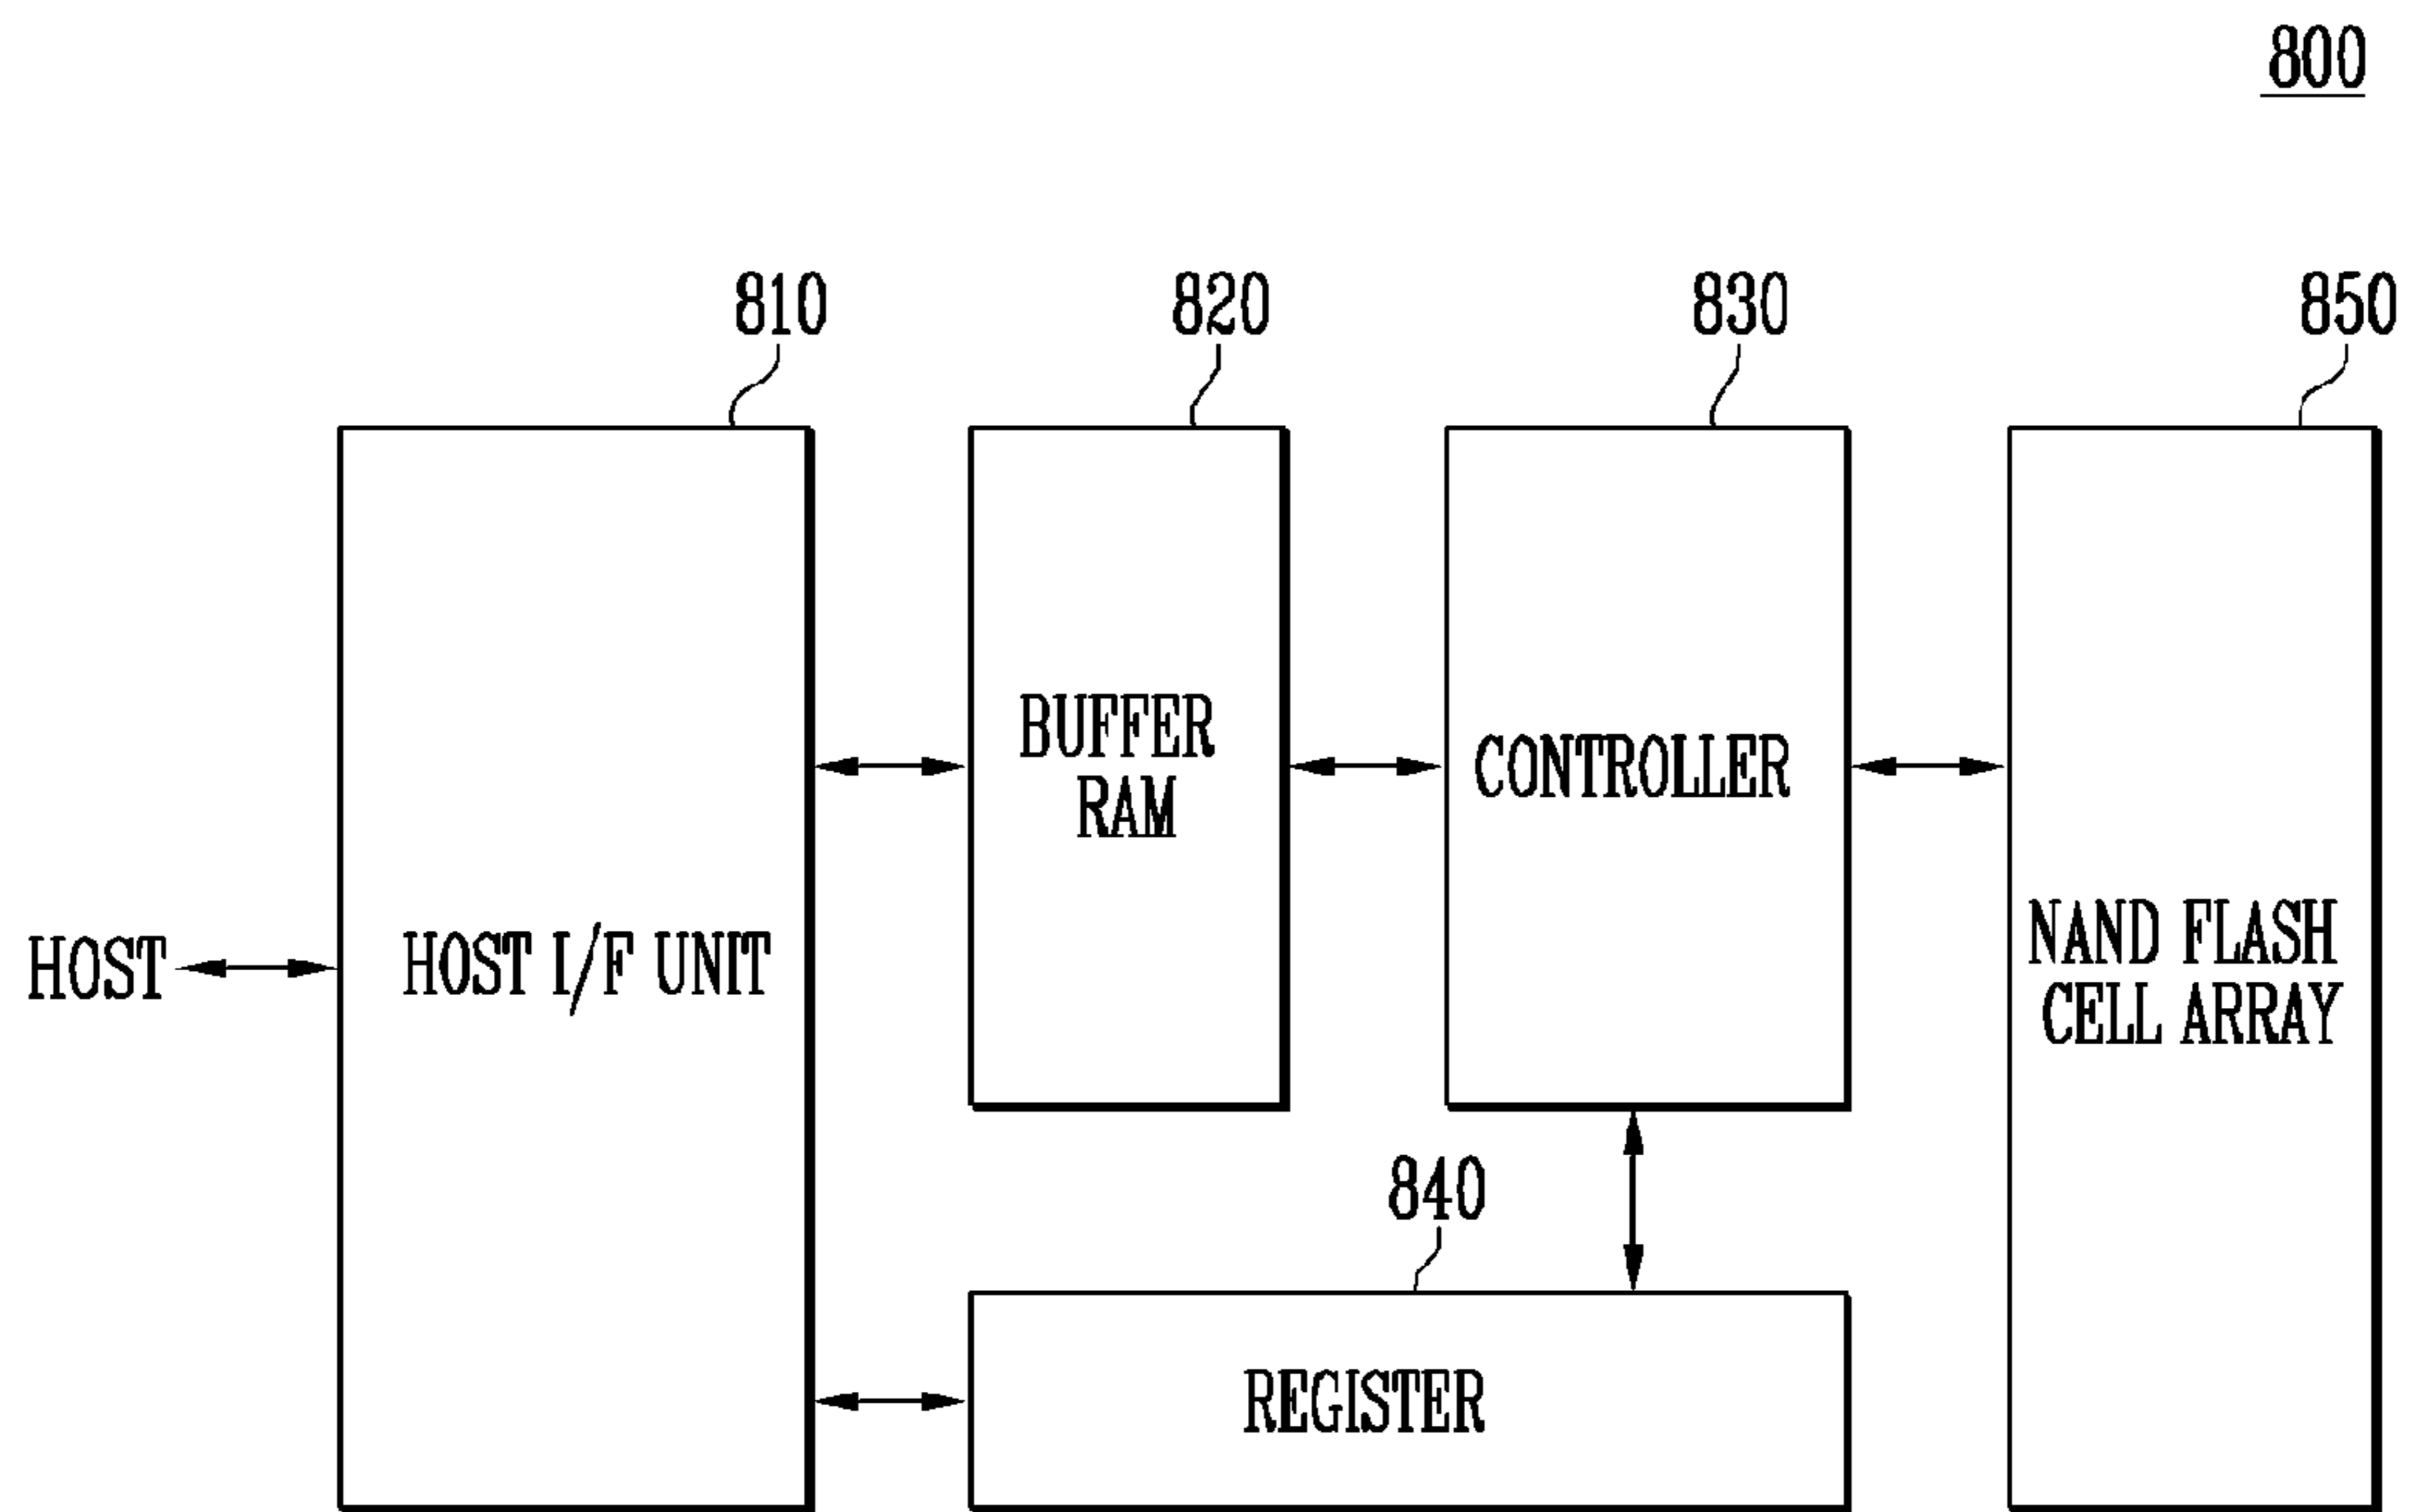 800
810
820
830
850
BUFFER
RAM
CONTROLLER
HOST
HOST I/F UNIT
NAND FLASH
CELL ARRAY
840
REGISTER